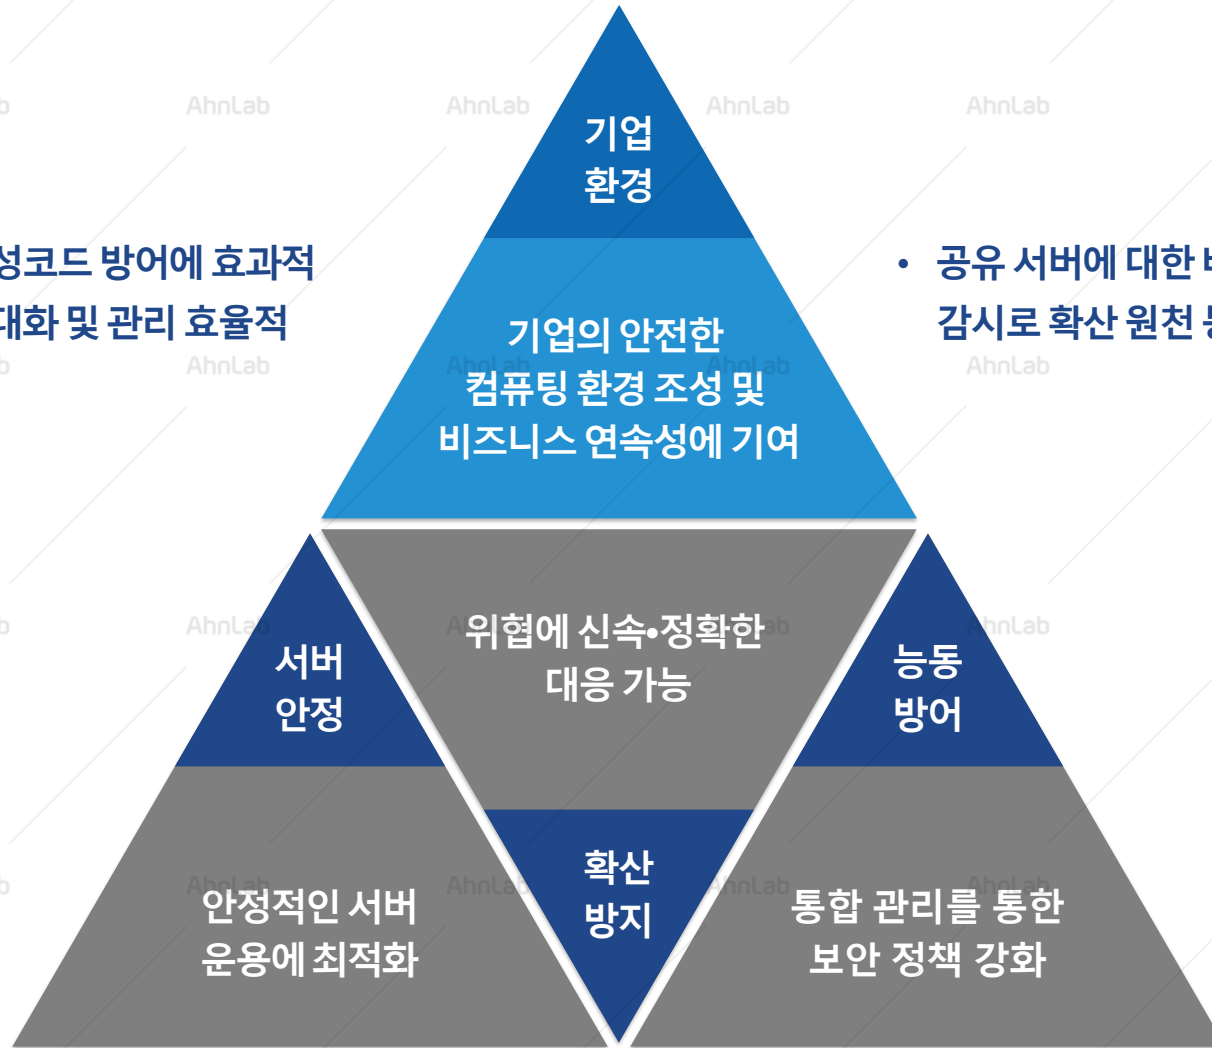 기업
환경
성코드 방어에 효과적
대화 및 관리 효율적
공유 서버에 대한
감시로 확산 원천
기업의 안전한
컴퓨팅 환경 조성 및
비즈니스 연속성에 기여
위협에 신속•정확한
대응 가능
서버
안정
능동
방어
확산
방지
안정적인 서버
운용에 최적화
통합 관리를 통한
보안 정책 강화
AhnLab